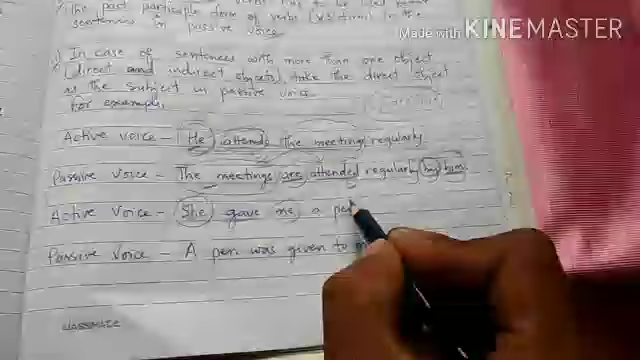 The past participle form of verbs (V3 form) in the
sentences in passive voice.
Made with KINEMASTER
In case of sentences with more than one object
(direct and indirect objects), take the direct object
as the subject in passive voice.
For example,
Active voice - He attends the meeting regularly.
Passive Voice - The meetings are attended regularly by him.
Active Voice - She gave me a pen
Passive Voice - A pen was given to
CLASSMATE